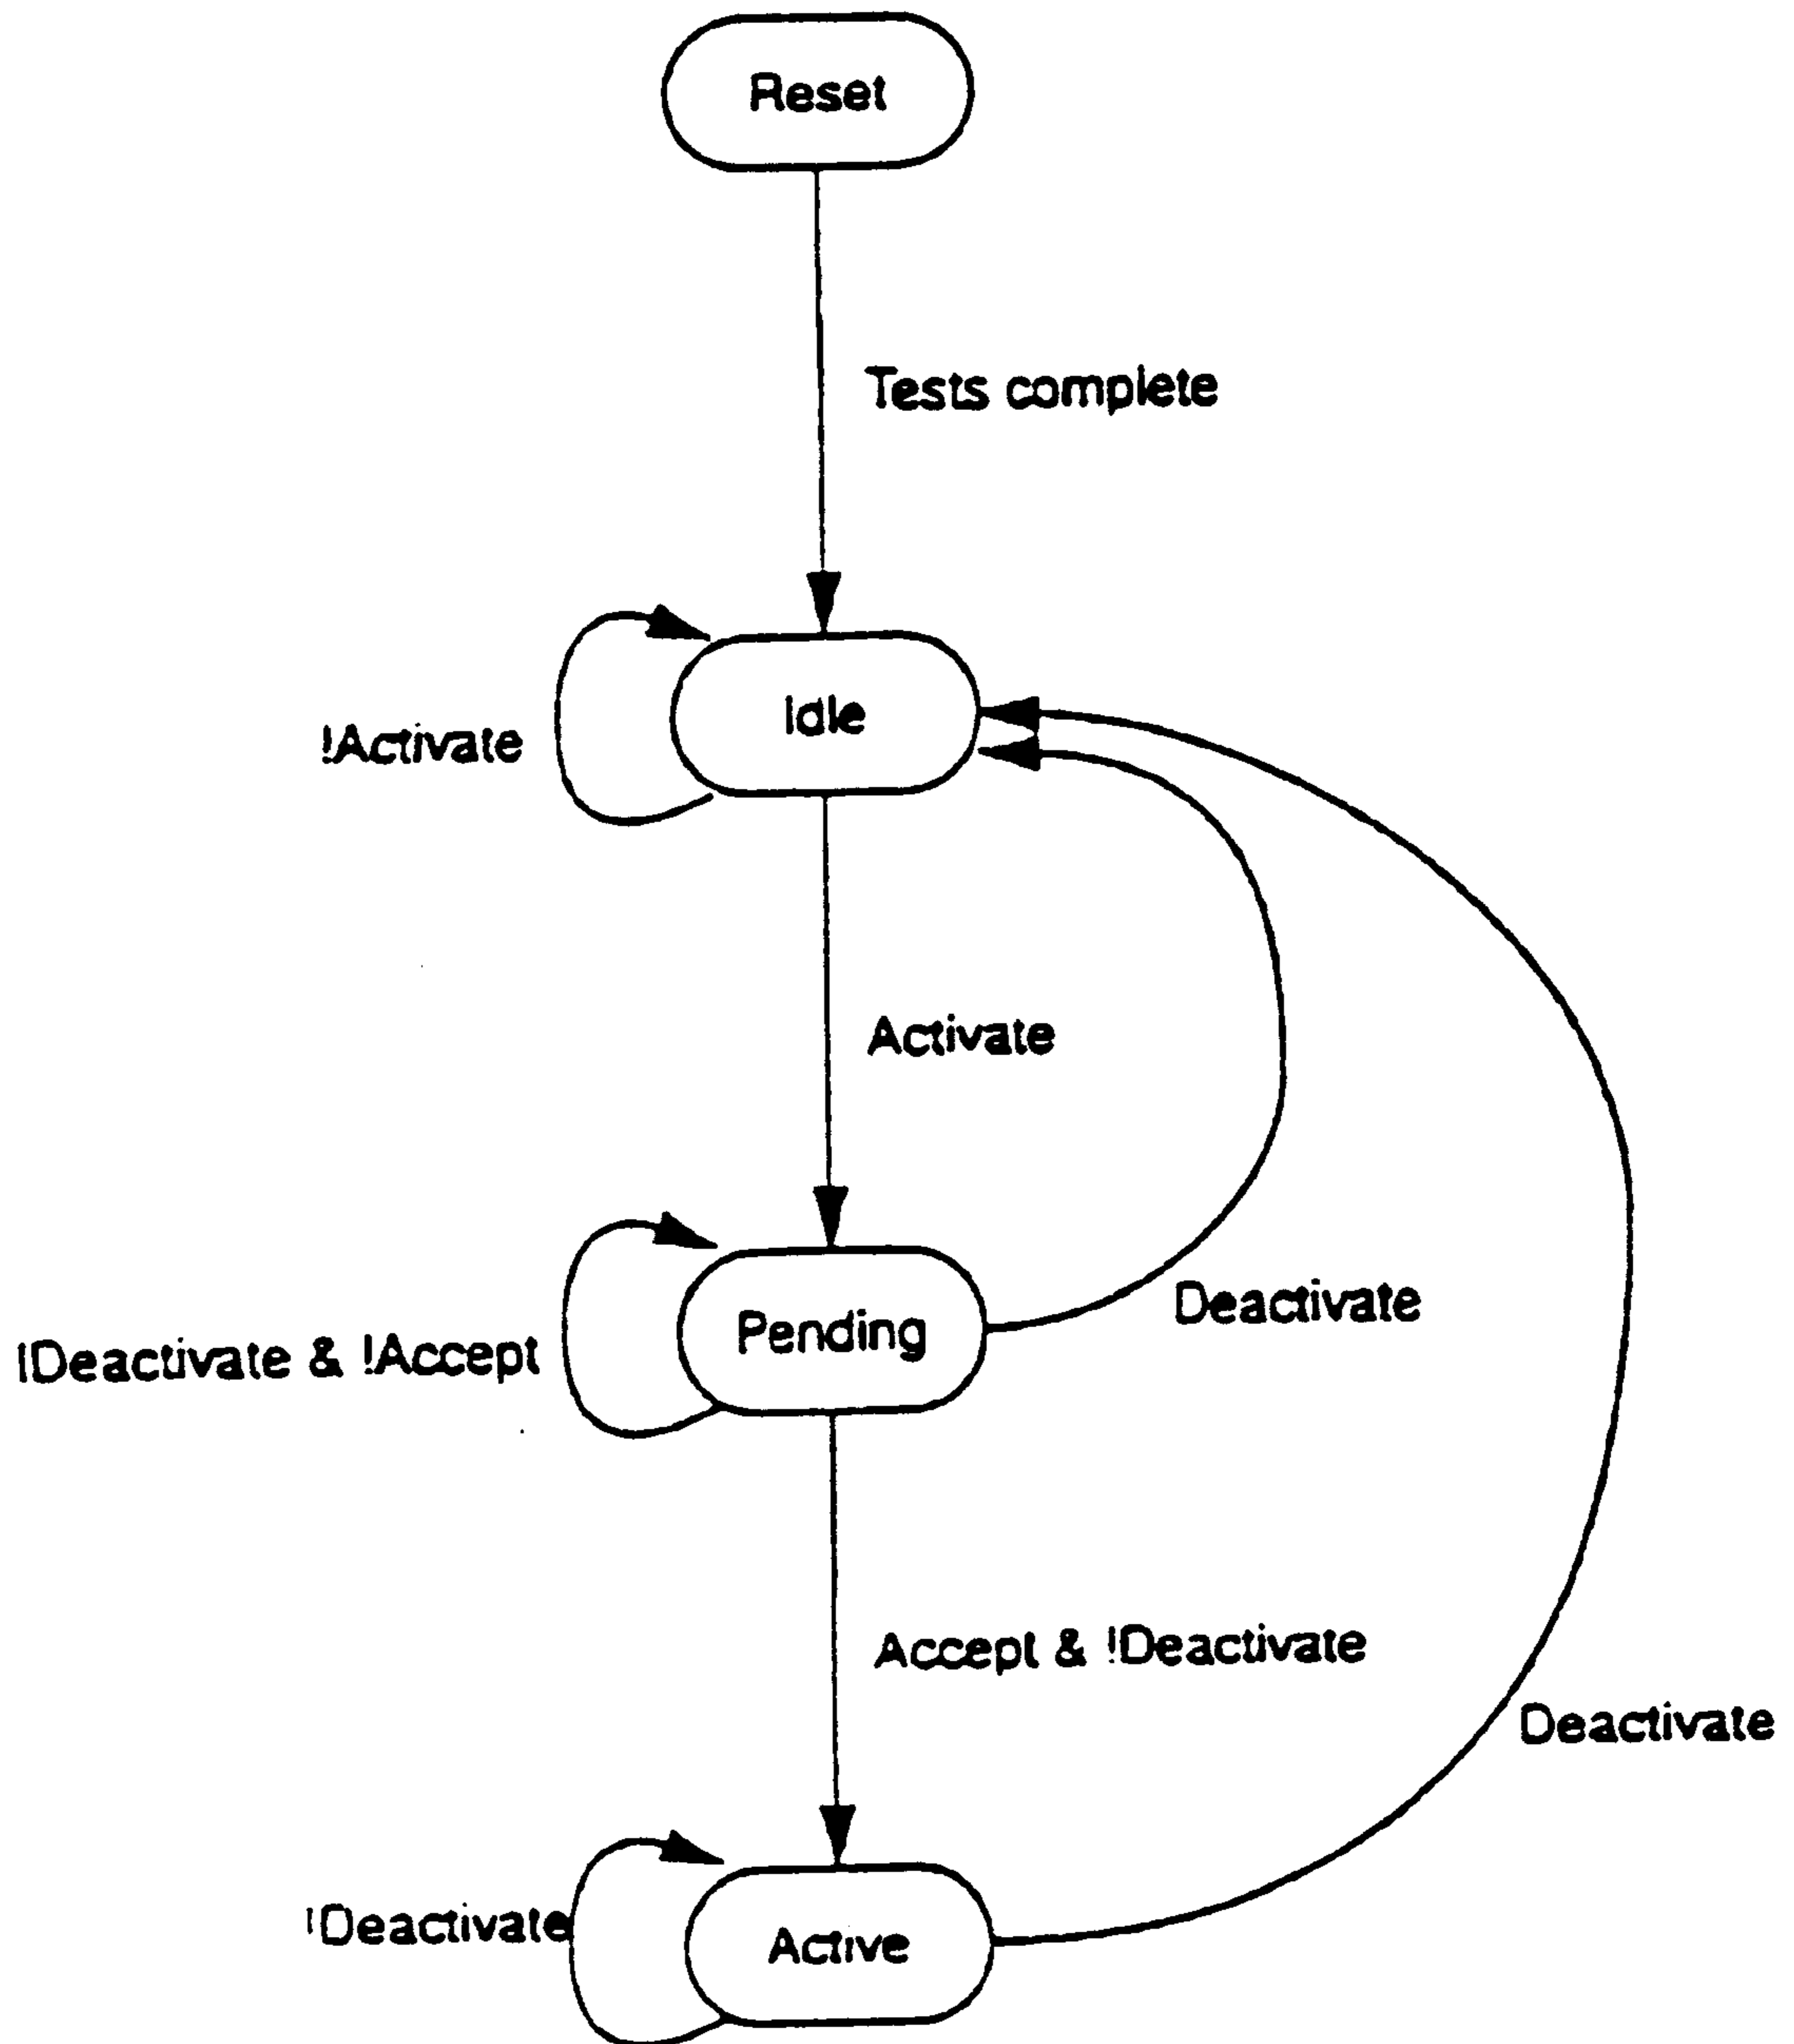 Reset
Tests complete
Idle
!Activate
Activate
Deactivate
Pending
!Deactivate & !Accept
Accept & !Deactivate
Deactivate
!Deactivate
Active